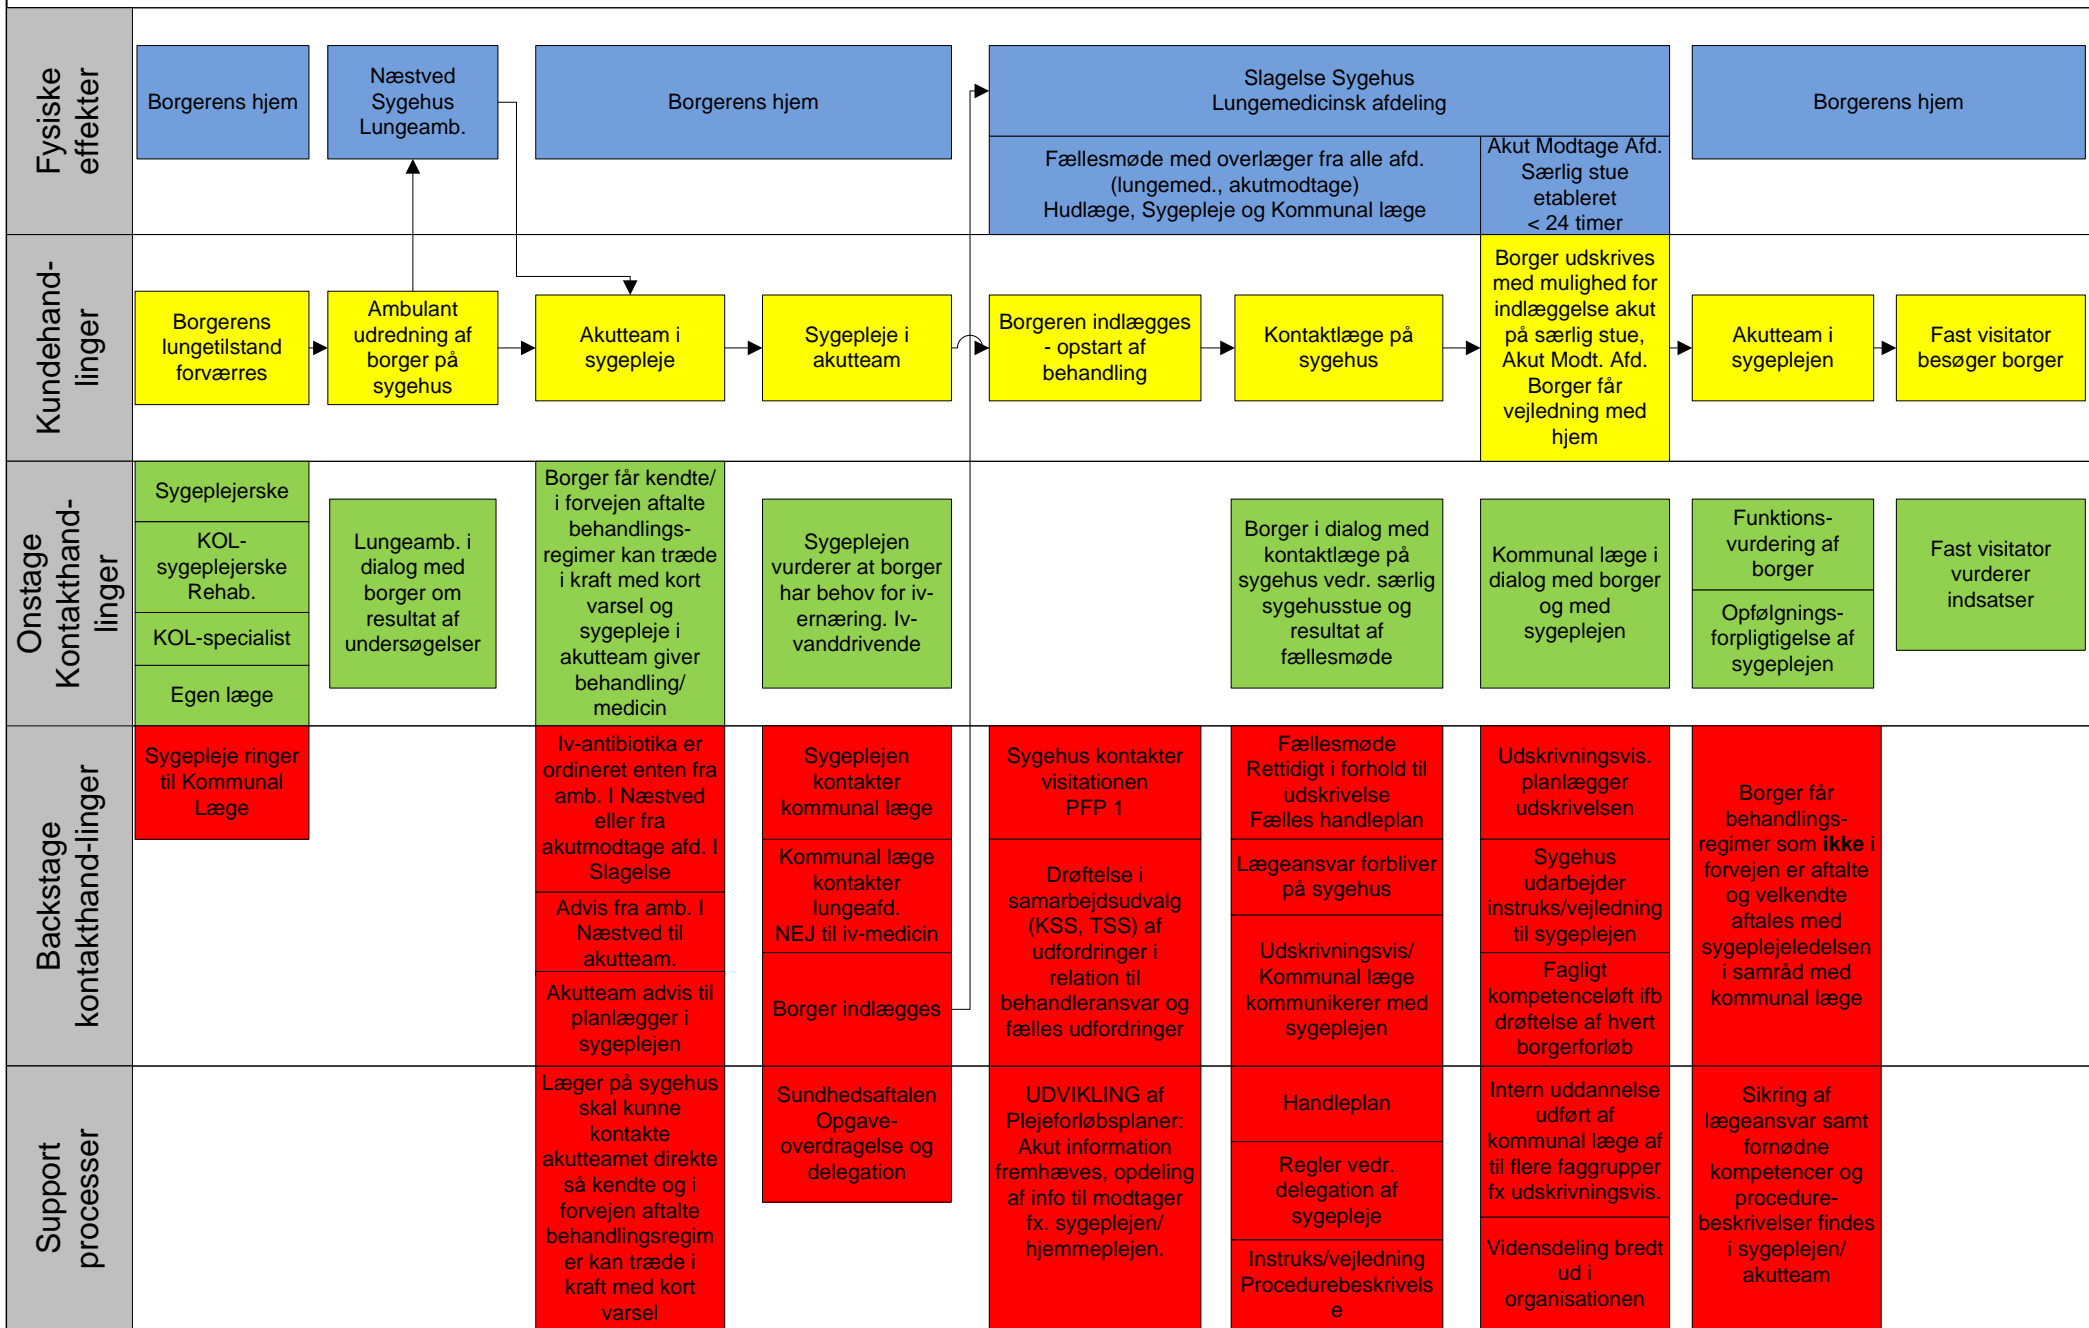 Fysiske
effekter
Borgerens hjem
Næstved
Sygehus
Lungeamb.
Borgerens hjem
Slagelse Sygehus
Lungemedicinsk afdeling
Fællesmøde med overlæger fra alle afd.
(lungemed., akutmodtage)
Hudlæge, Sygepleje og Kommunal læge
Akut Modtage Afd.
Særlig stue
etableret
< 24 timer
Borgerens hjem
Kundehand-
linger
Borgerens
lungetilstand
forværres
Ambulant
udredning af
borger på
sygehus
Akutteam i
sygepleje
Sygepleje i
akutteam
Borgeren indlægges
- opstart af
behandling
Kontaktlæge på
sygehus
Borger udskrives
med mulighed for
indlæggelse akut
på særlig stue,
Akut Modt. Afd.
Borger får
vejledning med
hjem
Akutteam i
sygeplejen
Fast visitator
besøger borger
Onstage
Kontakthand-
linger
Sygeplejerske
KOL-
sygeplejerske
Rehab.
KOL-specialist
Egen læge
Lungeamb. i
dialog med
borger om
resultat af
undersøgelser
Borger får kendte/
i forvejen aftalte
behandlings-
regimer kan træde
i kraft med kort
varsel og
sygepleje i
akutteam giver
behandling/
medicin
Sygeplejen
vurderer at borger
har behov for iv-
ernæring. Iv-
vanddrivende
Borger i dialog med
kontaktlæge på
sygehus vedr. særlig
sygehusstue og
resultat af
fællesmøde
Kommunal læge i
dialog med borger
og med
sygeplejen
Funktions-
vurdering af
borger
Opfølgnings-
forpligtigelse af
sygeplejen
Fast visitator
vurderer
indsatser
Backstage
kontakthand-linger
Sygepleje ringer
til Kommunal
Læge
Iv-antibiotika er
ordineret enten fra
amb. I Næstved
eller fra
akutmodtage afd. I
Slagelse
Advis fra amb. I
Næstved til
akutteam.
Akutteam advis til
planlægger i
sygeplejen
Sygeplejen
kontakter
kommunal læge
Kommunal læge
kontakter
lungeafd.
NEJ til iv-medicin
Borger indlægges
Sygehus kontakter
visitationen
PFP 1
Drøftelse i
samarbejdsudvalg
(KSS, TSS) af
udfordringer i
relation til
behandleransvar og
fælles udfordringer
Fællesmøde
Rettidigt i forhold til
udskrivelse
Fælles handleplan
Lægeansvar forbliver
på sygehus
Udskrivningsvis/
Kommunal læge
kommunikerer med
sygeplejen
Udskrivningsvis.
planlægger
udskrivelsen
Sygehus
udarbejder
instruks/vejledning
til sygeplejen
Fagligt
kompetenceløft ifb
drøftelse af hvert
borgerforløb
Borger får
behandlings-
regimer som ikke i
forvejen er aftalte
og velkendte
aftales med
sygeplejeledelsen
i samråd med
kommunal læge
Support
processer
Læger på sygehus
skal kunne
kontakte
akutteamet direkte
så kendte og i
forvejen aftalte
behandlingsregim
er kan træde i
kraft med kort
varsel
Sundhedsaftalen
Opgave-
overdragelse og
delegation
UDVIKLING af
Plejeforløbsplaner:
Akut information
fremhæves, opdeling
af info til modtager
fx. sygeplejen/
hjemmeplejen.
Handleplan
Regler vedr.
delegation af
sygepleje
Instruks/vejledning
Procedurebeskrivels
e
Intern uddannelse
udført af
kommunal læge af
til flere faggrupper
fx udskrivningsvis.
Vidensdeling bredt
ud i
organisationen
Sikring af
lægeansvar samt
fornødne
kompetencer og
procedure-
beskrivelser findes
i sygeplejen/
akutteam